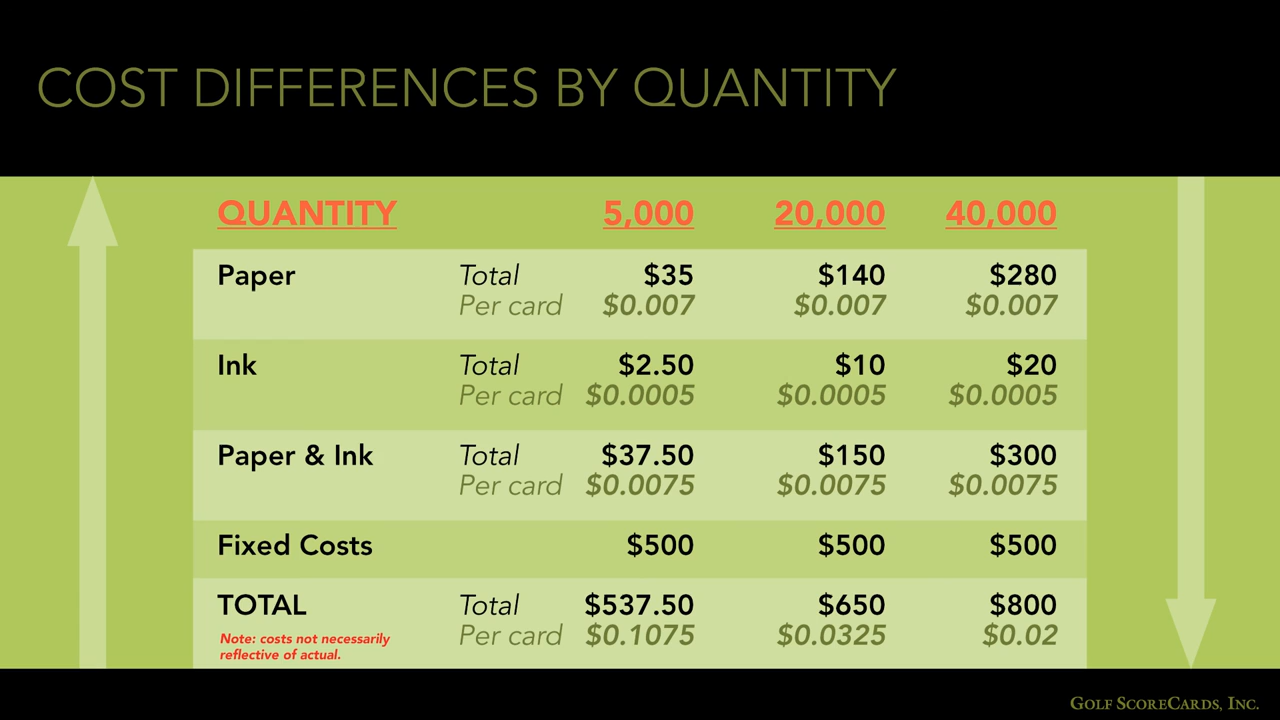 COST DIFFERENCES BY QUANTITY
QUANTITY 5,000 20,000 40,000
Paper Total $35 $140 $280
Per card $0.007 $0.007 $0.007
Ink Total $2.50 $10 $20
Per card $0.0005 $0.0005 $0.0005
Paper & Ink Total $37.50 $150 $300
Per card $0.0075 $0.0075 $0.0075
Fixed Costs $500 $500 $500
TOTAL Total $537.50 $650 $800
Per card $0.1075 $0.0325 $0.02
Note: costs not necessarily
reflective of actual.
GOLF SCORECARDS, INC.